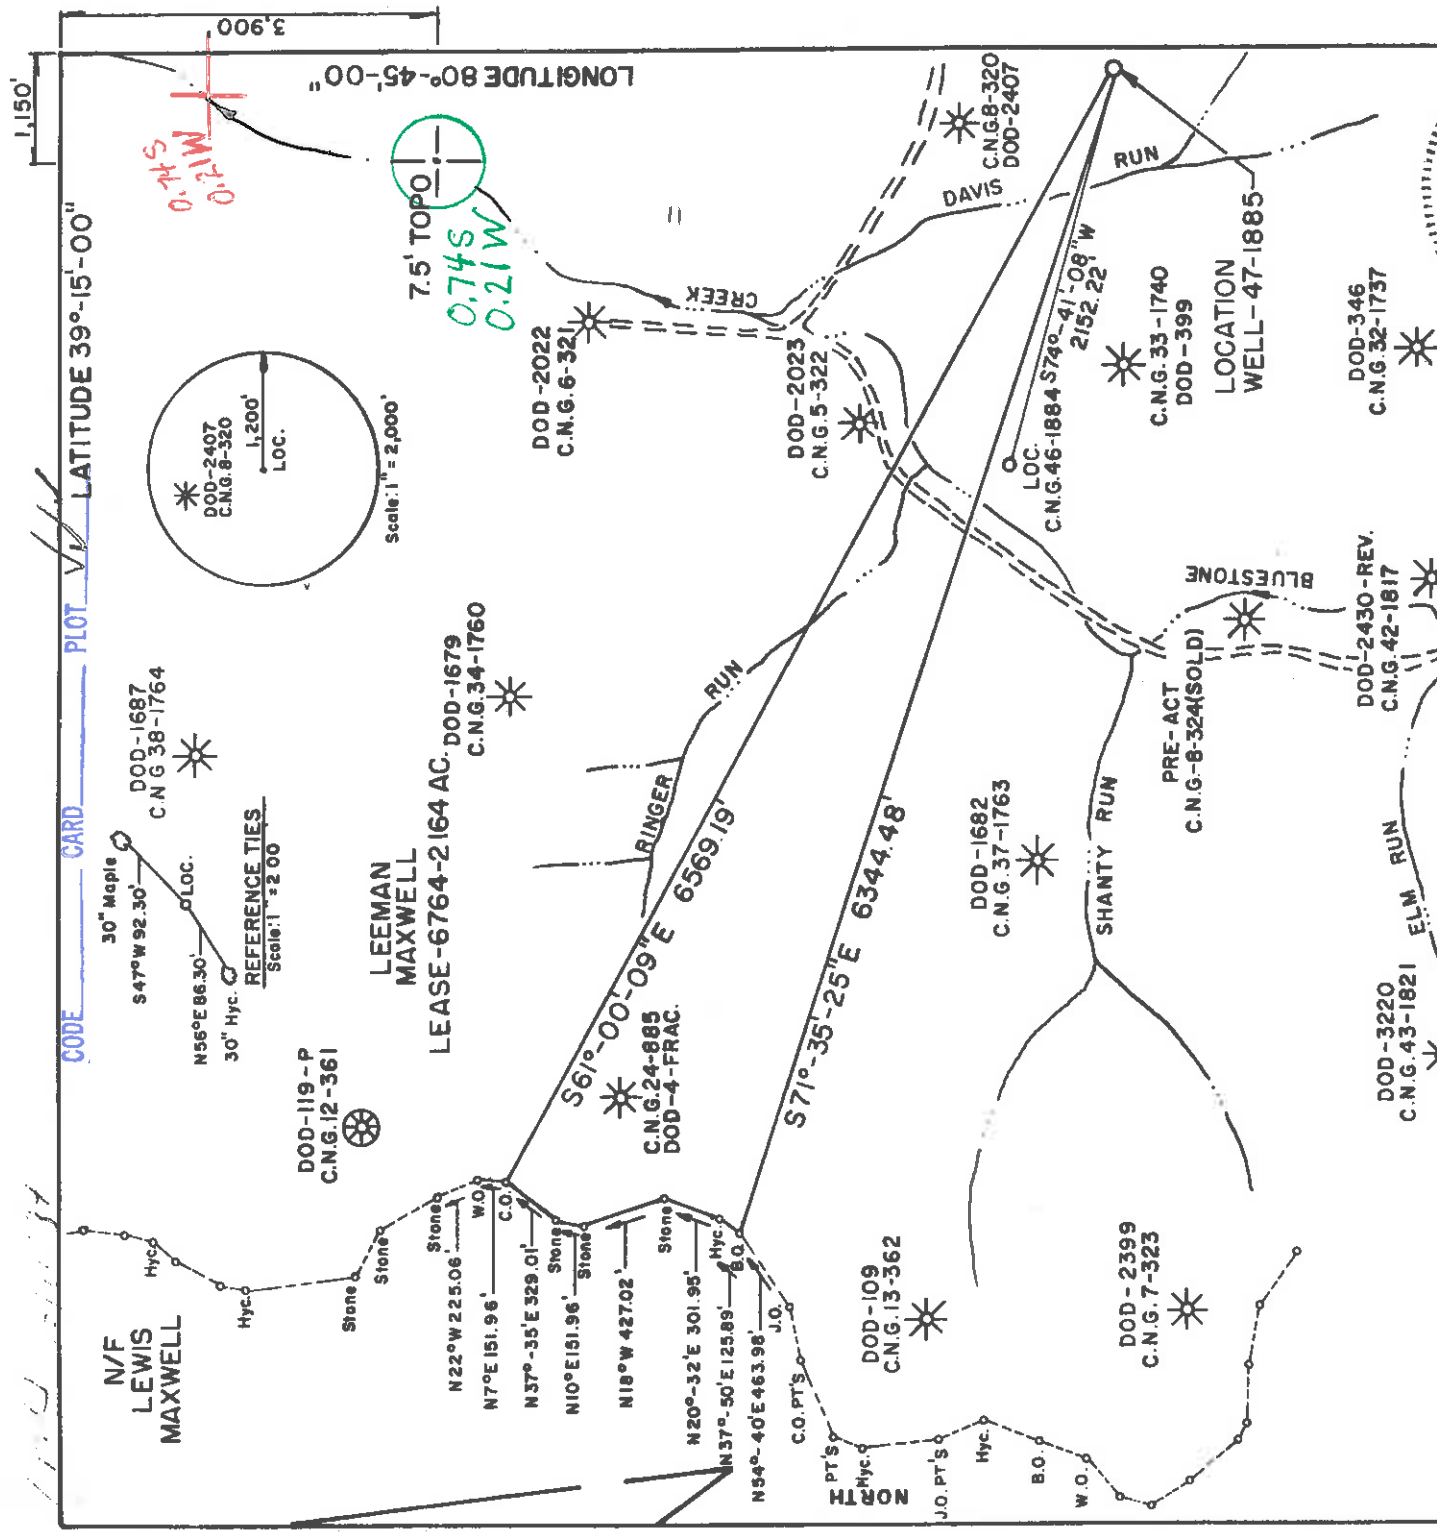 3,900'
1,150'
LONGITUDE 80°-45'-00"
0.74S
0.21W
LATITUDE 39°-15'-00"
7.5' TOPO
0.74S
0.21W
CODE CARD PLOT
DOD-2407
C.N.G.8-320
1,200'
LOC.
Scale: 1" = 2,000'
C.N.G.8-320
DOD-2407
DAVIS
RUN
CREEK
DOD-2022
C.N.G.6-321
DOD-2023
C.N.G.5-322
LOC.
C.N.G.46-1884
S74°-41'-08"W
2152.22'
C.N.G.33-1740
DOD-399
LOCATION
WELL-47-1885
DOD-346
C.N.G.32-1737
DOD-1687
C.N.G 38-1764
30" Maple
S47°W 92.30'
LOC.
N56°E 86.30'
30" Hyc.
REFERENCE TIES
LEEMAN
MAXWELL
LEASE-6764-2164 AC.
DOD-1679
C.N.G.34-1760
RINGER
RUN
BLUESTONE
PRE-ACT
C.N.G.-8-324(SOLD)
DOD-2430-REV.
C.N.G.42-1817
DOD-1682
C.N.G.37-1763
SHANTY RUN
ELM RUN
DOD-3220
C.N.G.43-1821
S61°-00'-09"E 6569.19'
S71°-35'-25"E 6344.48'
DOD-119-P
C.N.G.12-361
C.N.G.24-885
DOD-4-FRAC.
N/F
LEWIS
MAXWELL
Hyc.
Hyc.
Stone
Stone
Stone
W.O.
C.O.
Stone
Stone
Stone
Hyc.
B.O.
J.O.
C.O. PT'S
PT'S
Hyc.
J.O. PT'S
Hyc.
B.O.
W.O.
N22°W 225.06'
N7°E 151.96'
N37°-35'E 329.01'
N10°E 151.96'
N18°W 427.02'
N20°-32'E 301.95'
N37°-50'E 125.89'
N54°-40'E 463.98'
NORTH
DOD-109
C.N.G.13-362
DOD-2399
C.N.G.7-323